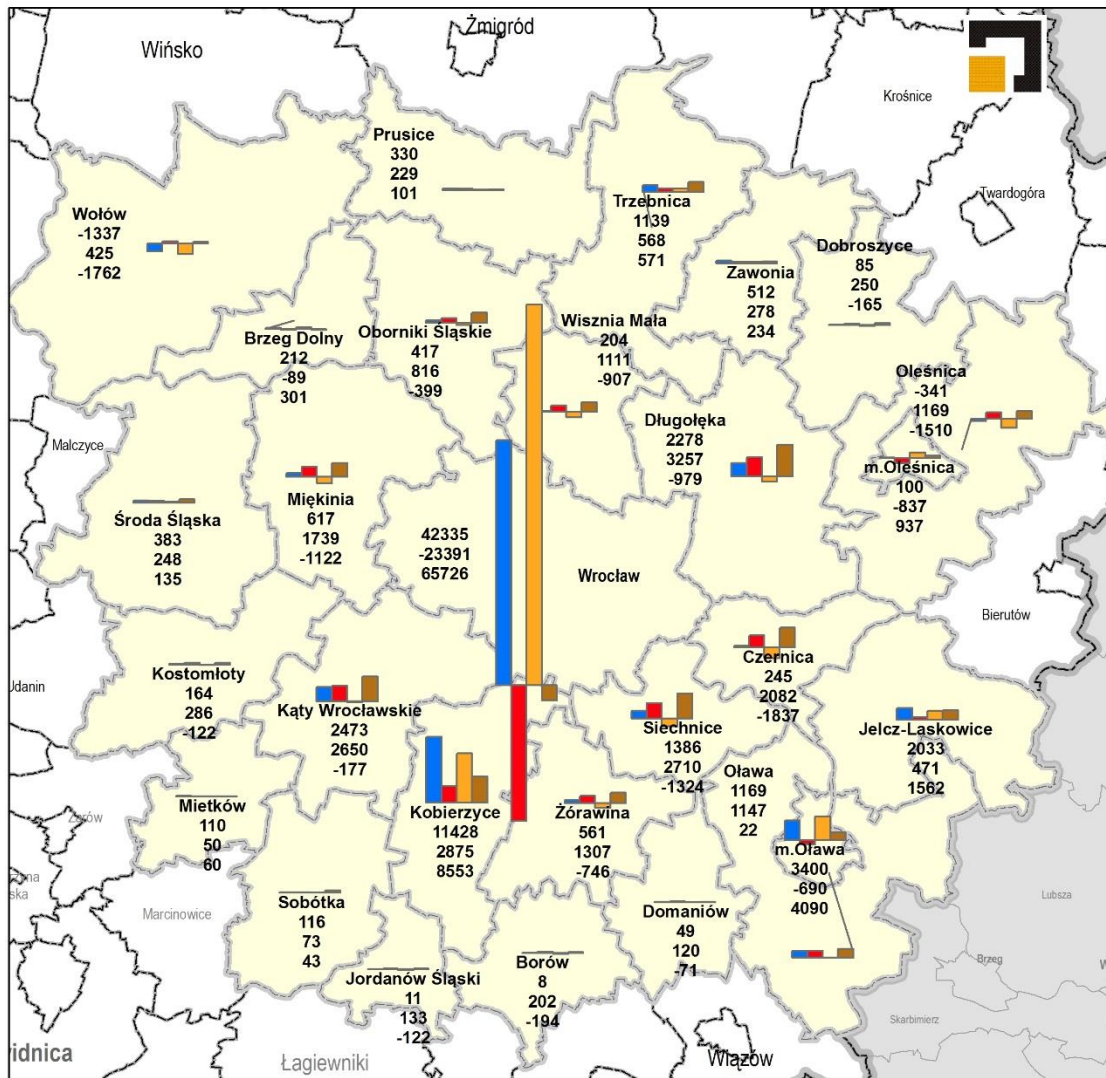 Żmigród
Wińsko
Krośnice
Prusice
330
229
101
Twardogóra
Trzebnica
1139
568
571
Wołów
-1337
425
-1762
Dobroszyce
85
250
-165
Zawonia
512
278
234
Brzeg Dolny
212
-89
301
Oborniki Śląskie
417
816
-399
Wisznia Mała
204
1111
-907
Oleśnica
-341
1169
-1510
Długołęka
2278
3257
-979
Malczyce
m.Oleśnica
100
-837
937
Miękinia
617
1739
-1122
Środa Śląska
383
248
135
42335
-23391
65726
Wrocław
Bierutów
Czernica
245
2082
-1837
Kostomłoty
164
286
-122
Udanin
Kąty Wrocławskie
2473
2650
-177
Siechnice
1386
2710
-1324
Jelcz-Laskowice
2033
471
1562
Oława
1169
1147
22
Mietków
110
50
60
Żarów
Kobierzyce
11428
2875
8553
Żórawina
561
1307
-746
m.Oława
3400
-690
4090
Marcinowice
Sobótka
116
73
43
Domaniów
49
120
-71
Lubsza
Jordanów Śląski
11
133
-122
Borów
8
202
-194
Brzeg
Skarbimierz
vidnica
Łagiewniki
Wiązów